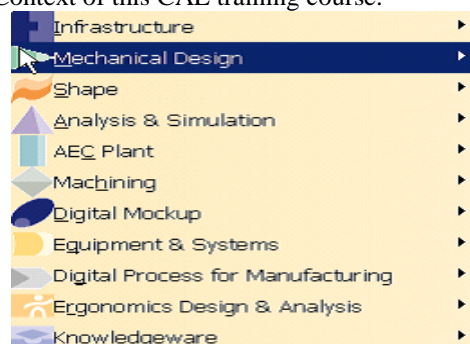 Context of this CAE training course.
Infrastructure
Mechanical Design
Shape
Analysis & Simulation
AEC Plant
Machining
Digital Mockup
Equipment & Systems
Digital Process for Manufacturing
Ergonomics Design & Analysis
Knowledgeware